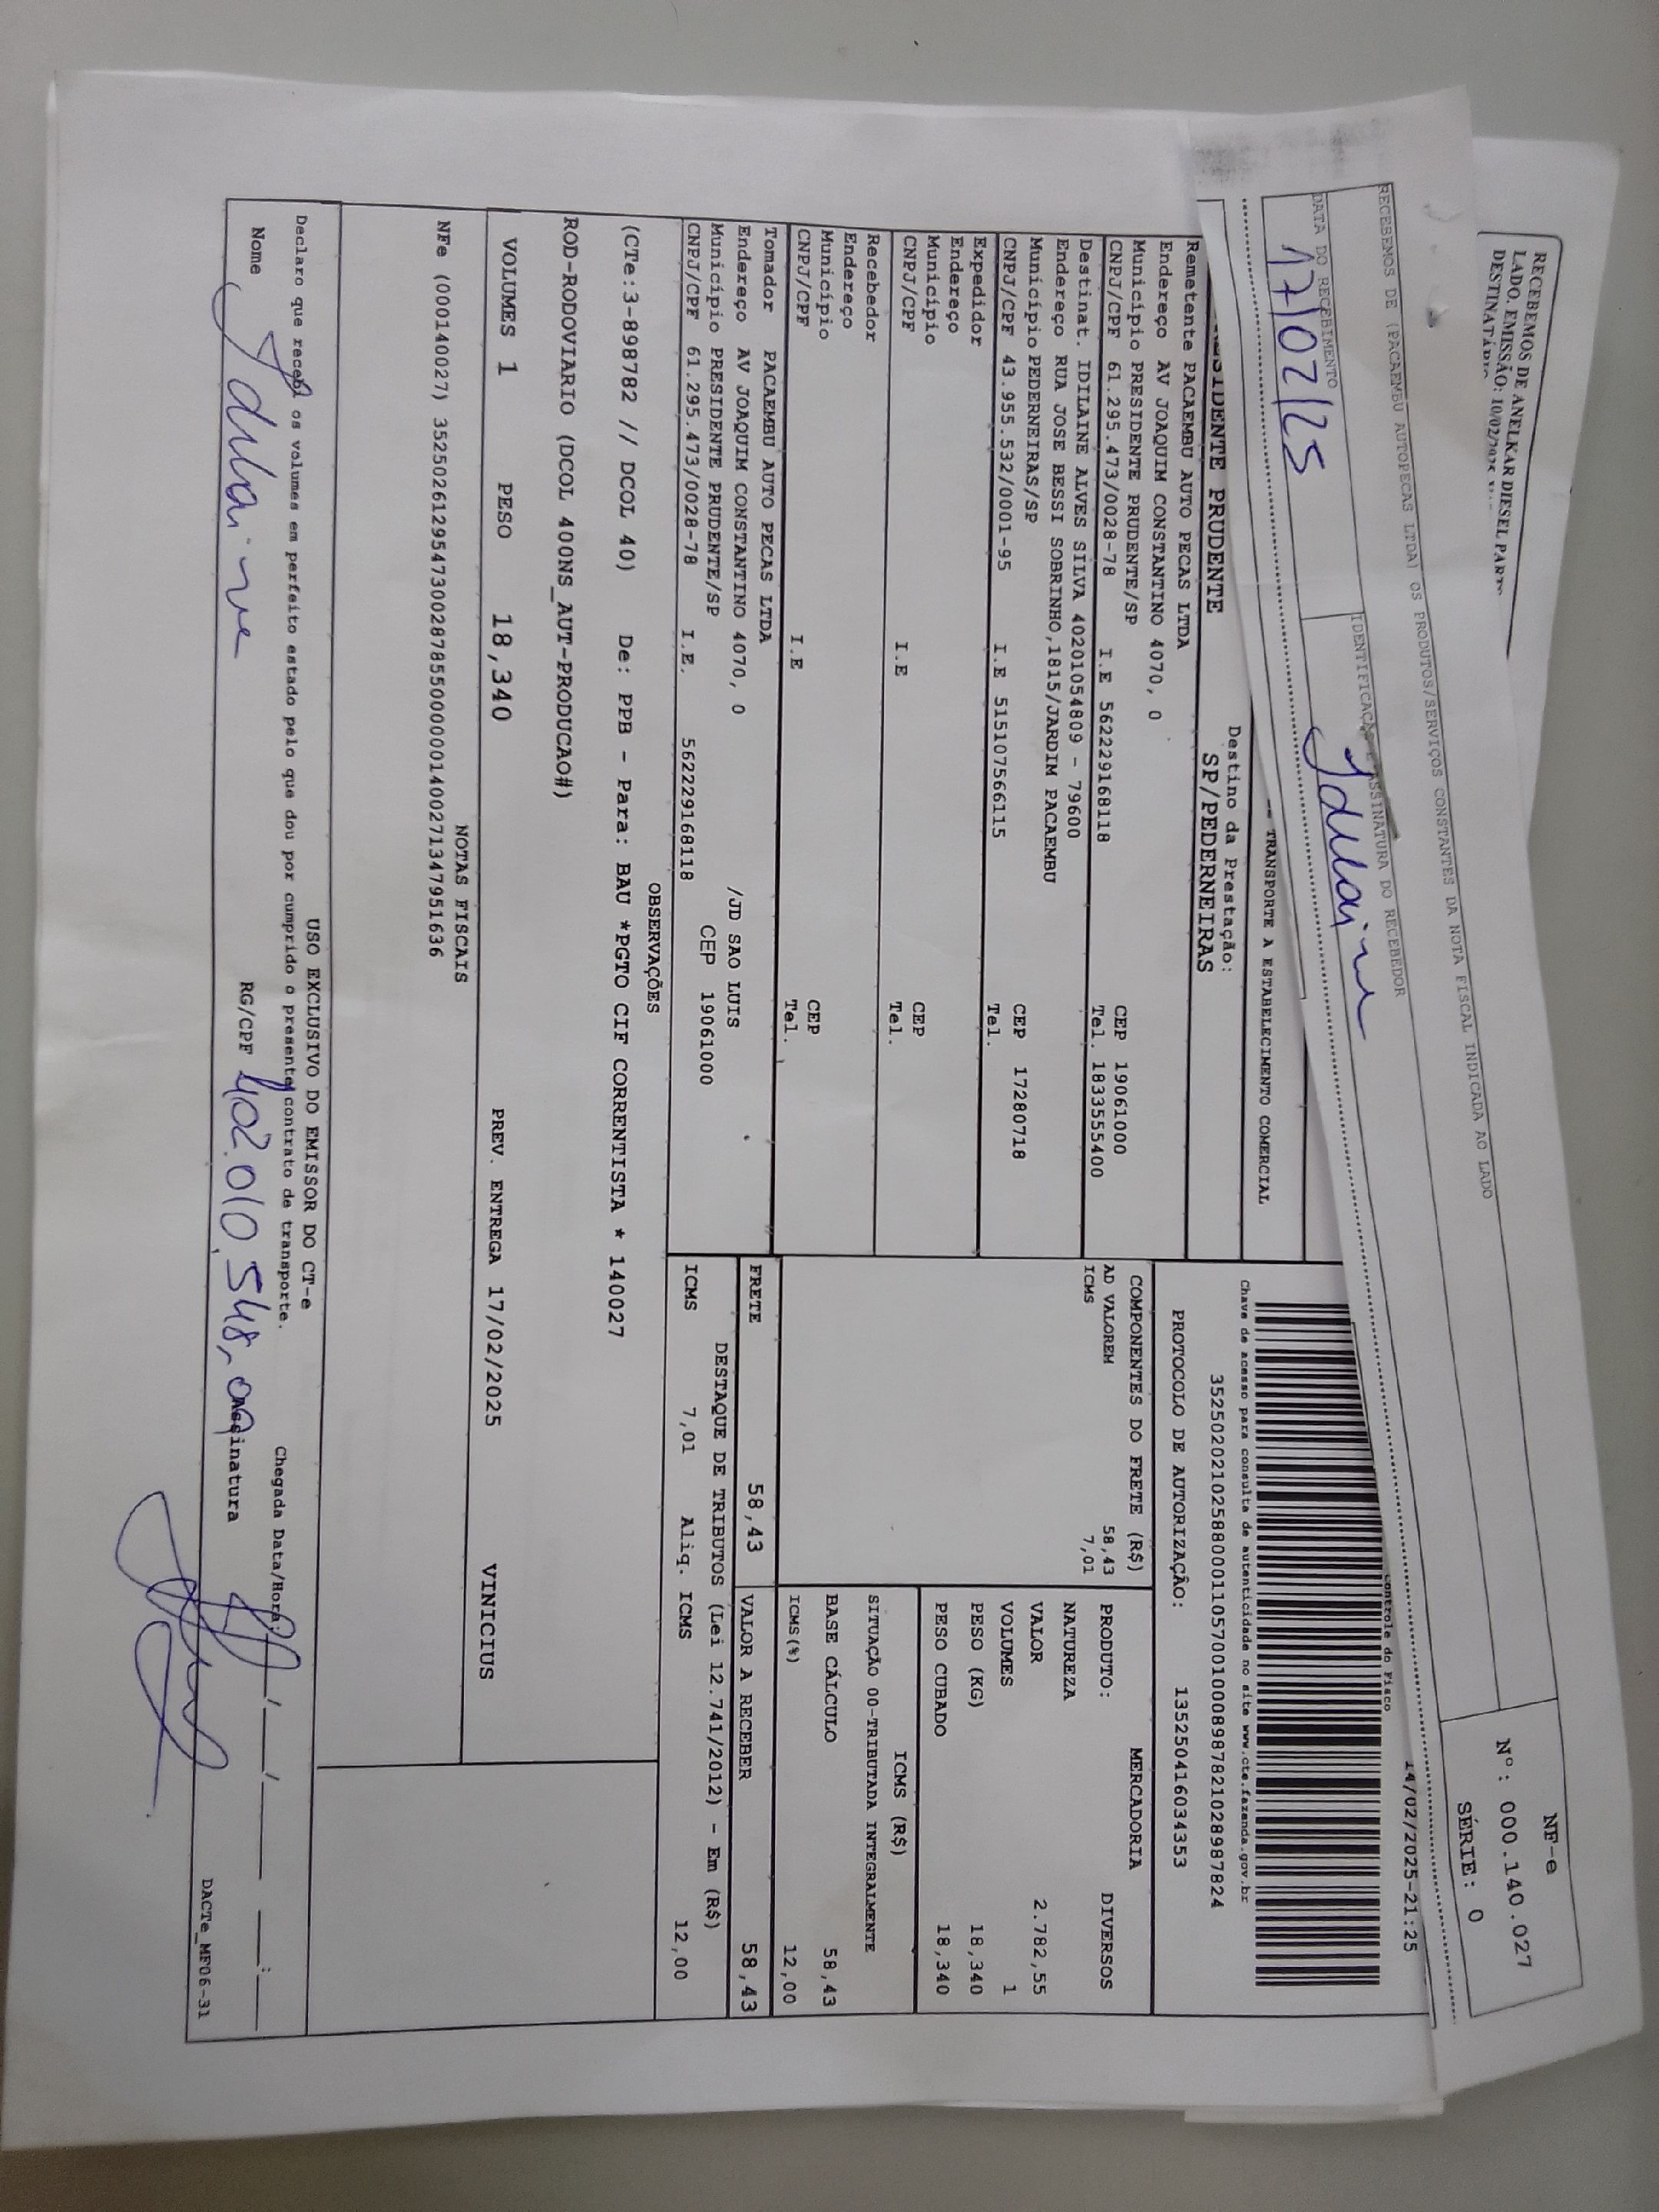 RECEBEMOS DE ANELKAR DIESEL PARTS
LADO. EMISSÃO: 10/02/2025
DESTINATÁRIO
NF-e
Nº: 000.140.027
SÉRIE: 0
RECEBEMOS DE (PACAEMBU AUTOPECAS LTDA) OS PRODUTOS/SERVIÇOS CONSTANTES DA NOTA FISCAL INDICADA AO LADO
DATA DO RECEBIMENTO
17/02/25
IDENTIFICAÇÃO E ASSINATURA DO RECEBEDOR
Idilaine
14/02/2025-21:25
Controle do Fisco
TRANSPORTE A ESTABELECIMENTO COMERCIAL
Chave de acesso para consulta de autenticidade no site www.cte.fazenda.gov.br
PRUDENTE
Destino da Prestação:
SP/PEDERNEIRAS
35250202102588000110570010008987821028987824
PROTOCOLO DE AUTORIZAÇÃO: 135250416034353
Remetente PACAEMBU AUTO PECAS LTDA
Endereço AV JOAQUIM CONSTANTINO 4070, 0
Município PRESIDENTE PRUDENTE/SP CEP 19061000
CNPJ/CPF 61.295.473/0028-78 I.E 562229168118 Tel. 1833555400
Destinat. IDILAINE ALVES SILVA 40201054809 - 79600
Endereço RUA JOSE BESSI SOBRINHO,1815/JARDIM PACAEMBU
Município PEDERNEIRAS/SP CEP 17280718
CNPJ/CPF 43.955.532/0001-95 I.E 515107566115 Tel.
Expedidor
Endereço
Município CEP
CNPJ/CPF I.E Tel.
Recebedor
Endereço
Município CEP
CNPJ/CPF I.E Tel.
Tomador PACAEMBU AUTO PECAS LTDA
Endereço AV JOAQUIM CONSTANTINO 4070, 0 /JD SAO LUIS
Município PRESIDENTE PRUDENTE/SP CEP 19061000
CNPJ/CPF 61.295.473/0028-78 I.E. 562229168118
COMPONENTES DO FRETE (R$)
AD VALOREM 58,43
ICMS 7,01
MERCADORIA
PRODUTO: DIVERSOS
NATUREZA
VALOR 2.782,55
VOLUMES 1
PESO (KG) 18,340
PESO CUBADO 18,340
ICMS (R$)
SITUAÇÃO 00-TRIBUTADA INTEGRALMENTE
BASE CÁLCULO 58,43
ICMS(%) 12,00
FRETE 58,43 VALOR A RECEBER 58,43
DESTAQUE DE TRIBUTOS (Lei 12.741/2012) - Em (R$)
ICMS 7,01 Aliq. ICMS 12,00
OBSERVAÇÕES
(CTe:3-898782 // DCOL 40) De: PPB - Para: BAU *PGTO CIF CORRENTISTA * 140027
ROD-RODOVIARIO (DCOL 400NS_AUT-PRODUCAO#)
VOLUMES 1 PESO 18,340 PREV. ENTREGA 17/02/2025 VINICIUS
NOTAS FISCAIS
NFe (000140027) 35250261295473002878550000001400271347951636
USO EXCLUSIVO DO EMISSOR DO CT-e
Declaro que recebi os volumes em perfeito estado pelo que dou por cumprido o presente contrato de transporte.
Chegada Data/Hora:
Nome Idilaine RG/CPF 402.010.548-09 Assinatura
DACTe_MF06-31